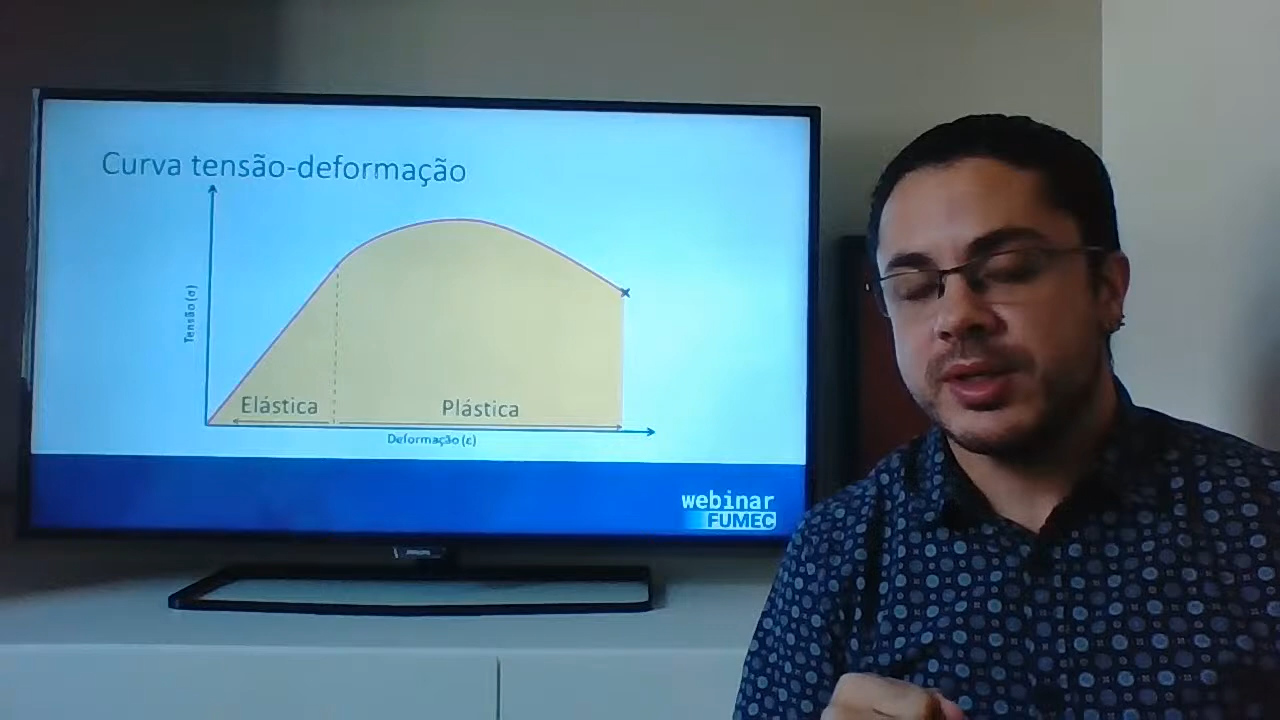 Curva tensão-deformação
Tensão (σ)
Elástica
Plástica
Deformação (ε)
webinar
FUMEC